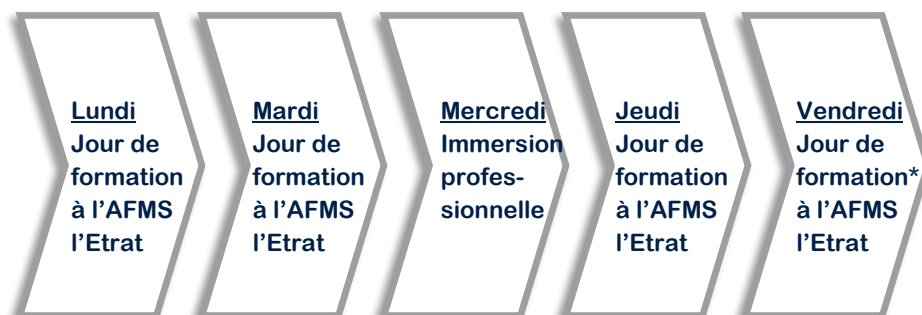 Lundi
Jour de
formation
à l’AFMS
l’Etrat
Mardi
Jour de
formation
à l’AFMS
l’Etrat
Mercredi
Immersion
profes-
sionnelle
Jeudi
Jour de
formation
à l’AFMS
l’Etrat
Vendredi
Jour de
formation*
à l’AFMS
l’Etrat